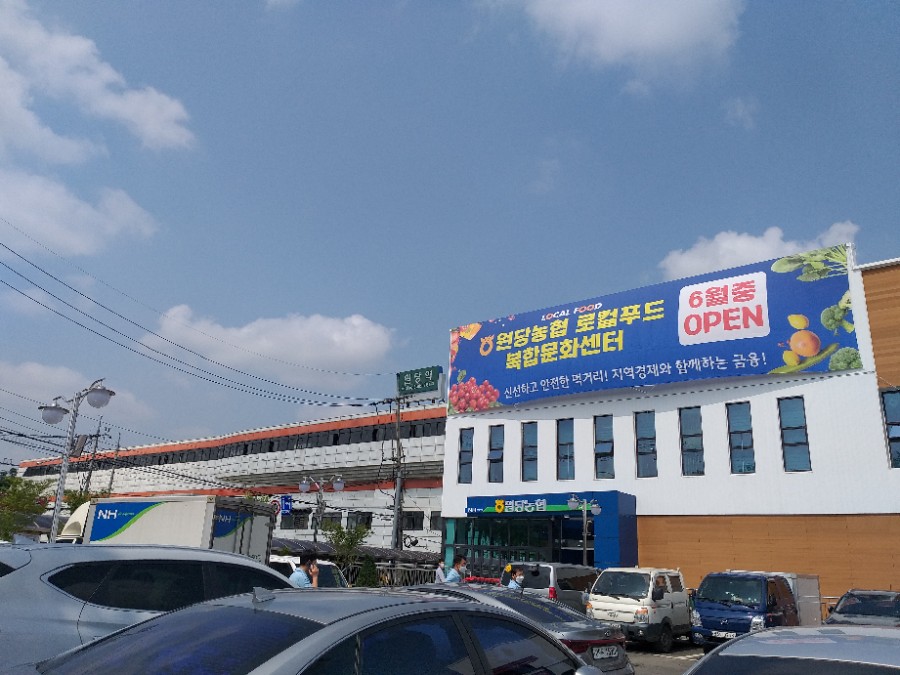 LOCAL FOOD
원당농협 로컬푸드
복합문화센터
6월중
OPEN
신선하고 안전한 먹거리! 지역경제와 함께하는 금융!
원당역
원당농협
NH
NH